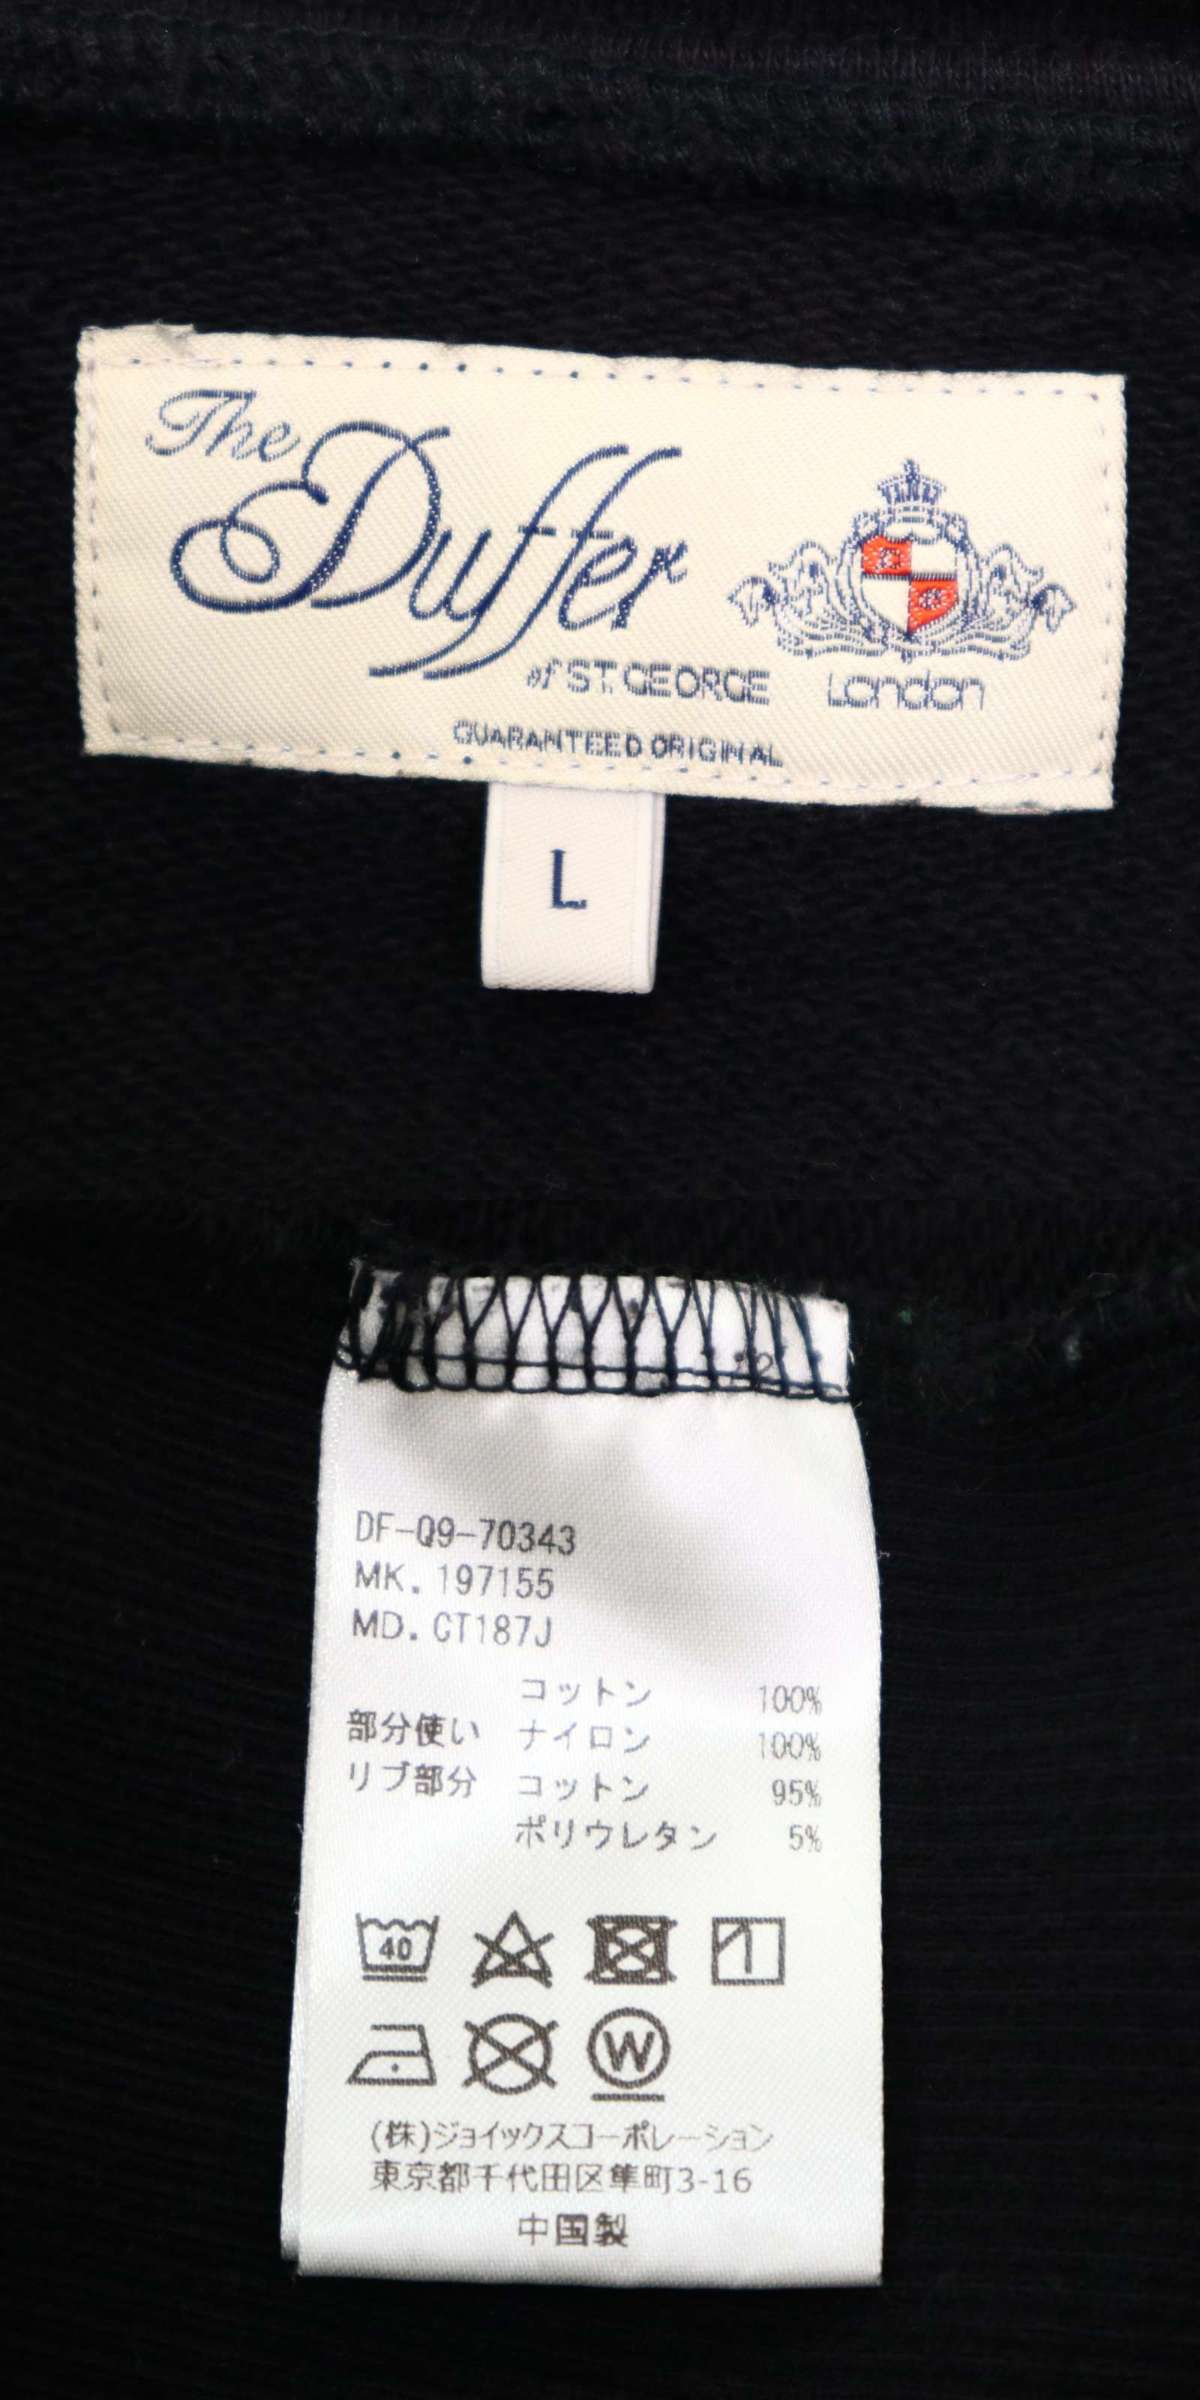 The
Duffer
of ST. GEORGE
London
GUARANTEED ORIGINAL
L
DF-Q9-70343
MK. 197155
MD. CT187J
コットン 100%
部分使い ナイロン 100%
リブ部分 コットン 95%
ポリウレタン 5%
40
W
(株)ジョイックスコーポレーション
東京都千代田区隼町3-16
中国製